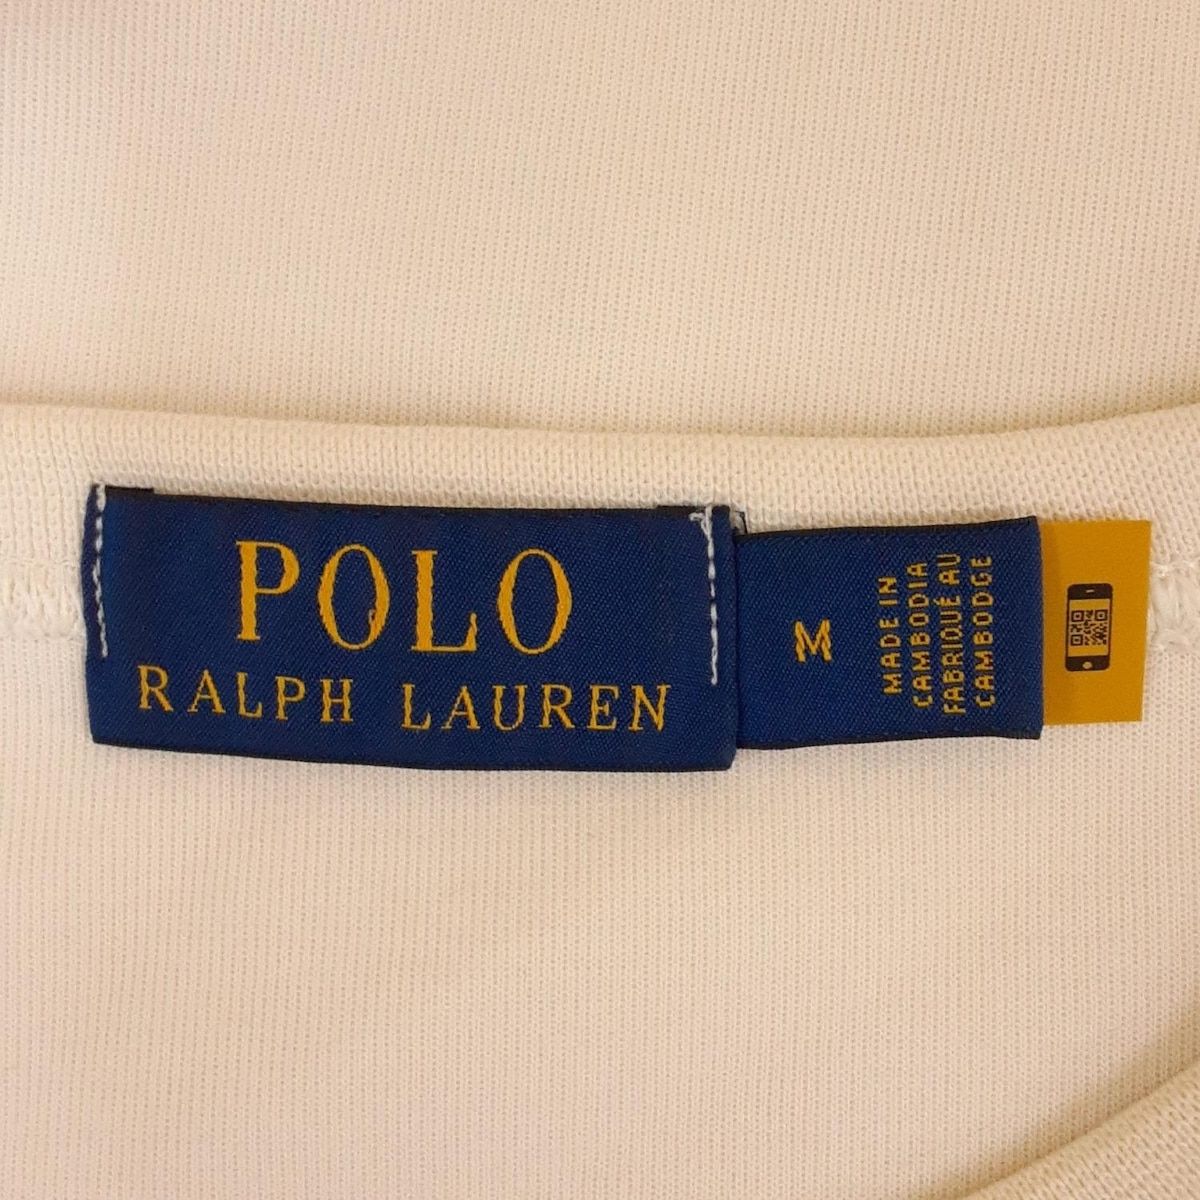 POLO
RALPH LAUREN
M
MADE IN
CAMBODIA
FABRIQUÉ AU
CAMBODGE